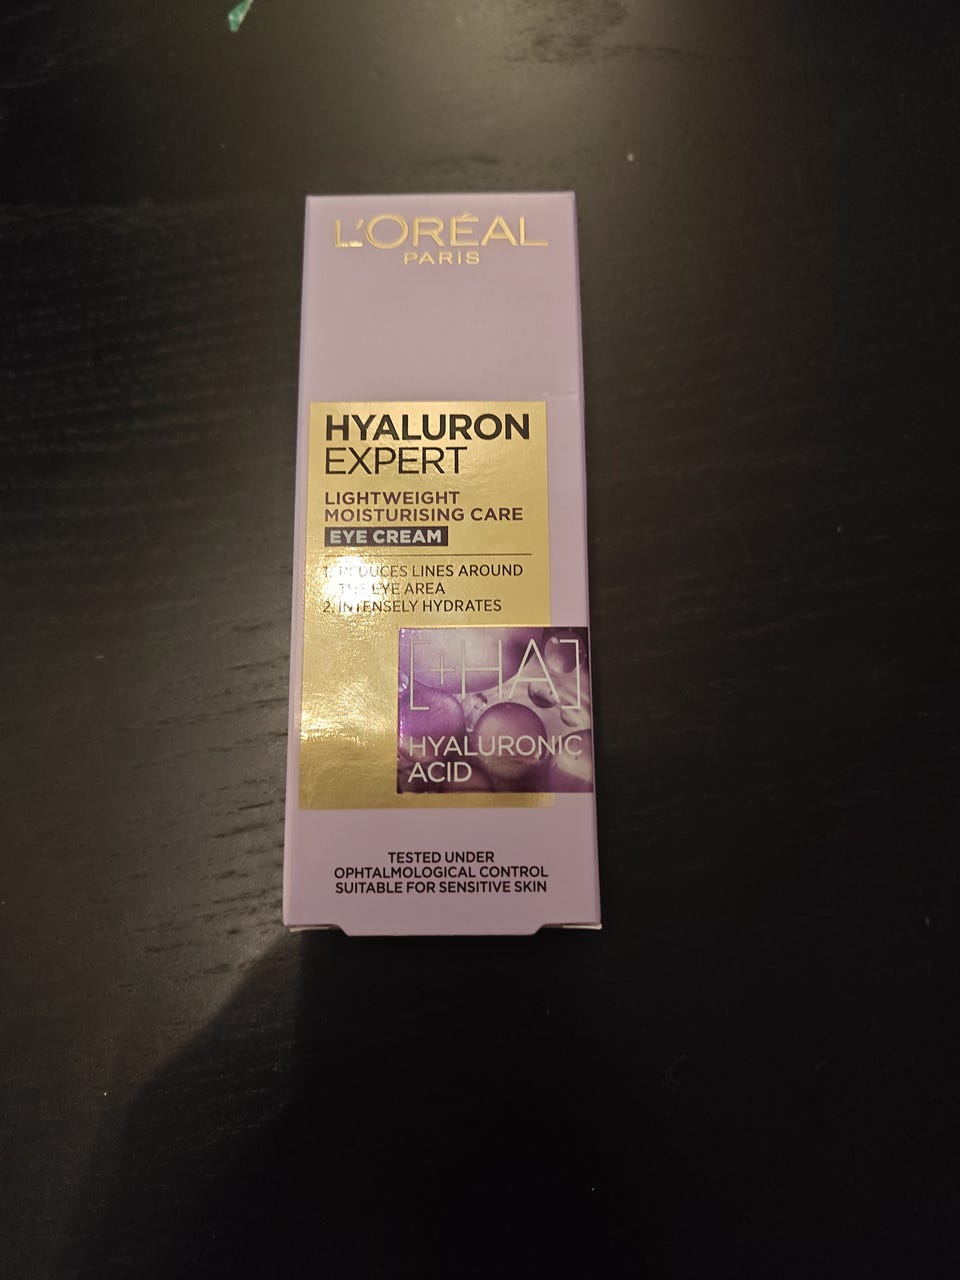 L'ORÉAL
PARIS
HYALURON
EXPERT
LIGHTWEIGHT
MOISTURISING CARE
EYE CREAM
1. REDUCES LINES AROUND
THE EYE AREA
2. INTENSELY HYDRATES
[+HA]
HYALURONIC
ACID
TESTED UNDER
OPHTALMOLOGICAL CONTROL
SUITABLE FOR SENSITIVE SKIN